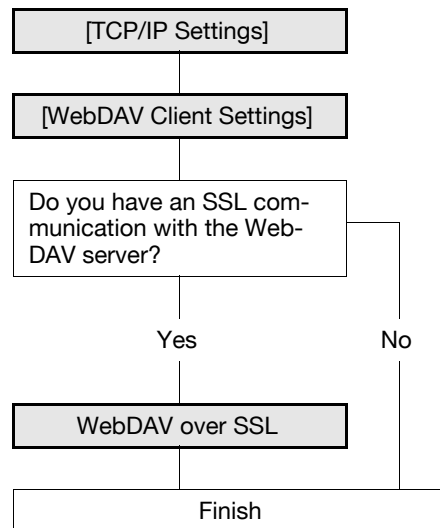 [TCP/IP Settings]
[WebDAV Client Settings]
Do you have an SSL com-
munication with the Web-
DAV server?
Yes No
WebDAV over SSL
Finish